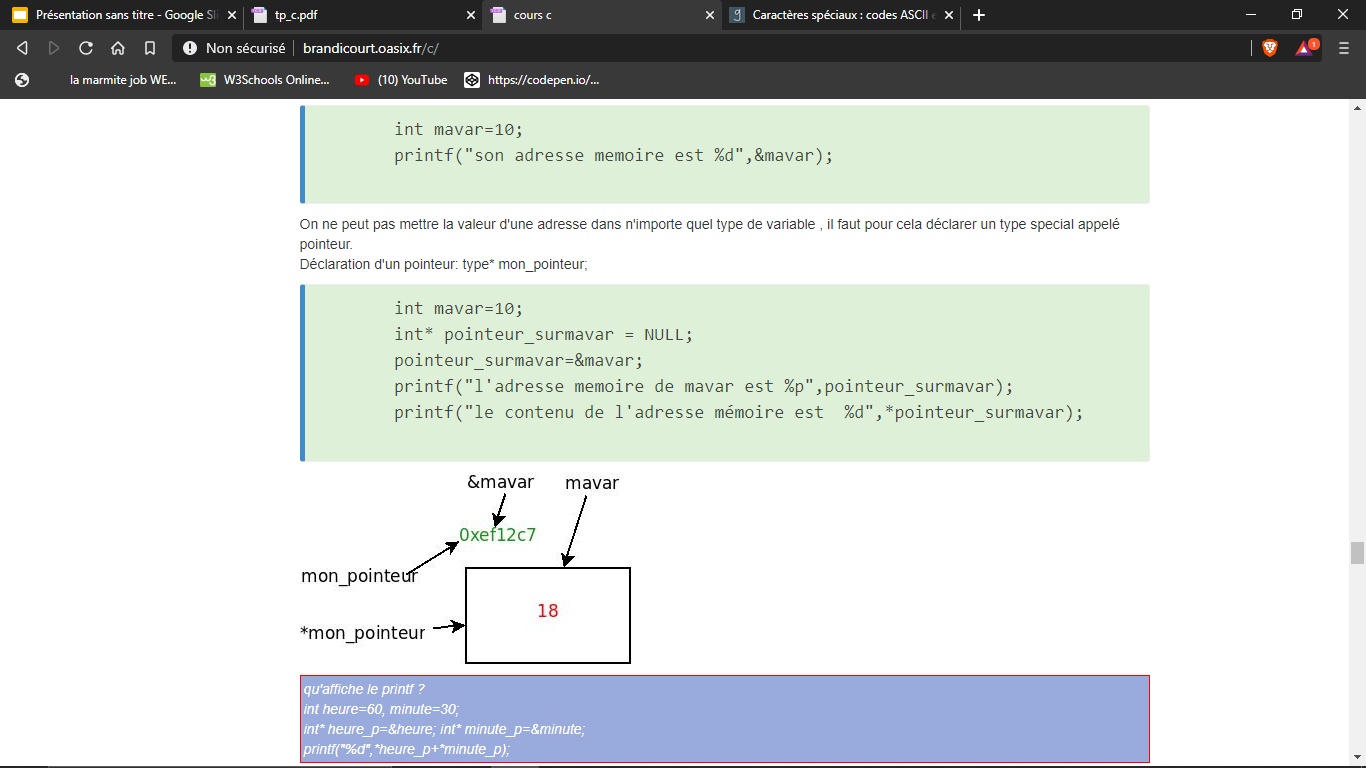 Présentation sans titre - Google Sli
tp_c.pdf
cours c
Caractères spéciaux : codes ASCII e
Non sécurisé
brandicourt.oasix.fr/c/
1
la marmite job WE...
W3Schools Online...
(10) YouTube
https://codepen.io/...
int mavar=10;
printf("son adresse memoire est %d",&mavar);
On ne peut pas mettre la valeur d'une adresse dans n'importe quel type de variable , il faut pour cela déclarer un type special appelé
pointeur.
Déclaration d'un pointeur: type* mon_pointeur;
int mavar=10;
int* pointeur_surmavar = NULL;
pointeur_surmavar=&mavar;
printf("l'adresse memoire de mavar est %p",pointeur_surmavar);
printf("le contenu de l'adresse mémoire est  %d",*pointeur_surmavar);
&mavar
mavar
0xef12c7
mon_pointeur
18
*mon_pointeur
qu'affiche le printf ?
int heure=60, minute=30;
int* heure_p=&heure; int* minute_p=&minute;
printf("%d",*heure_p+*minute_p);